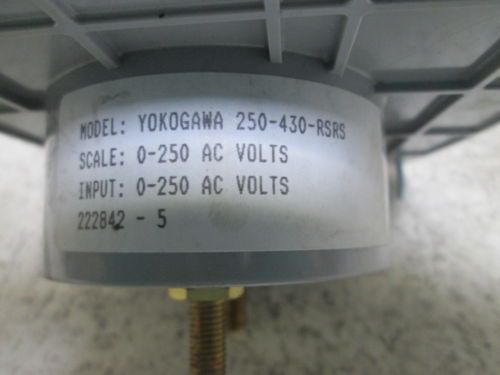 MODEL: YOKOGAWA 250-430-RSRS
SCALE: 0-250 AC VOLTS
INPUT: 0-250 AC VOLTS
222842 - 5